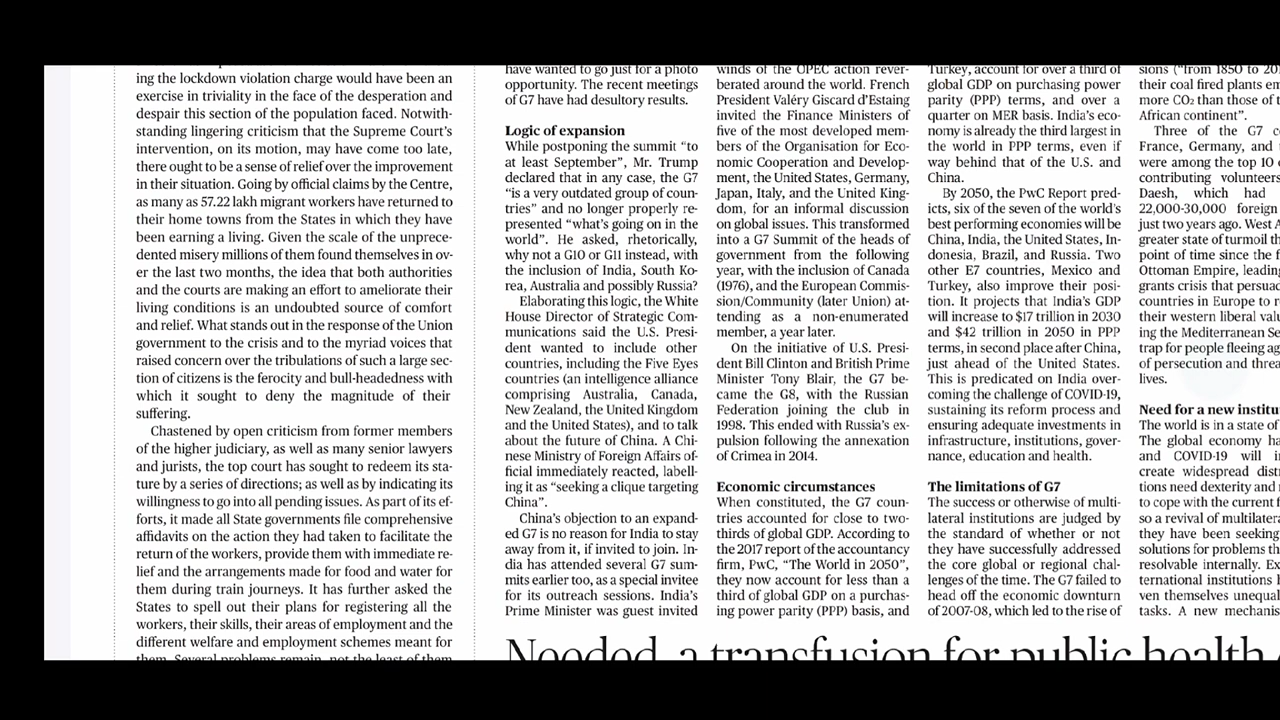 ing the lockdown violation charge would have been an
exercise in triviality in the face of the desperation and
despair this section of the population faced. Notwith-
standing lingering criticism that the Supreme Court's
intervention, on its motion, may have come too late,
there ought to be a sense of relief over the improvement
in their situation. Going by official claims by the Centre,
as many as 57.22 lakh migrant workers have returned to
their home towns from the States in which they have
been earning a living. Given the scale of the unprece-
dented misery millions of them found themselves in ov-
er the last two months, the idea that both authorities
and the courts are making an effort to ameliorate their
living conditions is an undoubted source of comfort
and relief. What stands out in the response of the Union
government to the crisis and to the myriad voices that
raised concern over the tribulations of such a large sec-
tion of citizens is the ferocity and bull-headedness with
which it sought to deny the magnitude of their
suffering.
Chastened by open criticism from former members
of the higher judiciary, as well as many senior lawyers
and jurists, the top court has sought to redeem its sta-
ture by a series of directions; as well as by indicating its
willingness to go into all pending issues. As part of its ef-
forts, it made all State governments file comprehensive
affidavits on the action they had taken to facilitate the
return of the workers, provide them with immediate re-
lief and the arrangements made for food and water for
them during train journeys. It has further asked the
States to spell out their plans for registering all the
workers, their skills, their areas of employment and the
different welfare and employment schemes meant for
them. Several problems remain, not the least of them
have wanted to go just for a photo
opportunity. The recent meetings
of G7 have had desultory results.
Logic of expansion
While postponing the summit “to
at least September”, Mr. Trump
declared that in any case, the G7
“is a very outdated group of coun-
tries” and no longer properly re-
presented “what's going on in the
world”. He asked, rhetorically,
why not a G10 or G11 instead, with
the inclusion of India, South Ko-
rea, Australia and possibly Russia?
Elaborating this logic, the White
House Director of Strategic Com-
munications said the U.S. Presi-
dent wanted to include other
countries, including the Five Eyes
countries (an intelligence alliance
comprising Australia, Canada,
New Zealand, the United Kingdom
and the United States), and to talk
about the future of China. A Chi-
nese Ministry of Foreign Affairs of-
ficial immediately reacted, labell-
ing it as “seeking a clique targeting
China”.
China's objection to an expand-
ed G7 is no reason for India to stay
away from it, if invited to join. In-
dia has attended several G7 sum-
mits earlier too, as a special invitee
for its outreach sessions. India's
Prime Minister was guest invited
winds of the OPEC action rever-
berated around the world. French
President Valéry Giscard d'Estaing
invited the Finance Ministers of
five of the most developed mem-
bers of the Organisation for Eco-
nomic Cooperation and Develop-
ment, the United States, Germany,
Japan, Italy, and the United King-
dom, for an informal discussion
on global issues. This transformed
into a G7 Summit of the heads of
government from the following
year, with the inclusion of Canada
(1976), and the European Commis-
sion/Community (later Union) at-
tending as a non-enumerated
member, a year later.
On the initiative of U.S. Presi-
dent Bill Clinton and British Prime
Minister Tony Blair, the G7 be-
came the G8, with the Russian
Federation joining the club in
1998. This ended with Russia's ex-
pulsion following the annexation
of Crimea in 2014.
Economic circumstances
When constituted, the G7 coun-
tries accounted for close to two-
thirds of global GDP. According to
the 2017 report of the accountancy
firm, PwC, “The World in 2050”,
they now account for less than a
third of global GDP on a purchas-
ing power parity (PPP) basis, and
Turkey, account for over a third of
global GDP on purchasing power
parity (PPP) terms, and over a
quarter on MER basis. India's eco-
nomy is already the third largest in
the world in PPP terms, even if
way behind that of the U.S. and
China.
By 2050, the PwC Report pred-
icts, six of the seven of the world's
best performing economies will be
China, India, the United States, In-
donesia, Brazil, and Russia. Two
other E7 countries, Mexico and
Turkey, also improve their posi-
tion. It projects that India's GDP
will increase to $17 trillion in 2030
and $42 trillion in 2050 in PPP
terms, in second place after China,
just ahead of the United States.
This is predicated on India over-
coming the challenge of COVID-19,
sustaining its reform process and
ensuring adequate investments in
infrastructure, institutions, gover-
nance, education and health.
The limitations of G7
The success or otherwise of multi-
lateral institutions are judged by
the standard of whether or not
they have successfully addressed
the core global or regional chal-
lenges of the time. The G7 failed to
head off the economic downturn
of 2007-08, which led to the rise of
sions (“from 1850 to
their coal fired plants
more CO₂ than those of
African continent”.
Three of the G7
France, Germany, and
were among the top 10
contributing volunteers
Daesh, which had
22,000-30,000 foreign
just two years ago. West
greater state of turmoil
point of time since the
Ottoman Empire, leading
grants crisis that
countries in Europe to
their western liberal
ing the Mediterranean
trap for people fleeing
of persecution and
lives.
Need for a new
The world is in a state of
The global economy
and COVID-19 will
create widespread
tions need dexterity and
to cope with the current
so a revival of
they have been seeking
solutions for problems
resolvable internally.
ternational institutions
ven themselves
tasks. A new
Needed, a transfusion for public health